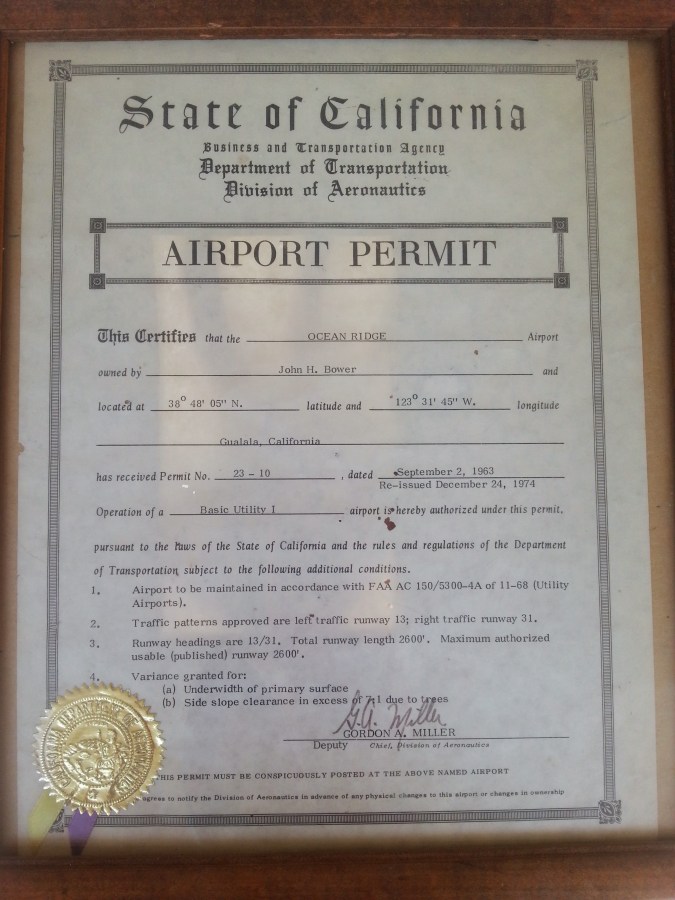 State of California
Business and Transportation Agency
Department of Transportation
Division of Aeronautics
AIRPORT PERMIT
This Certifies that the OCEAN RIDGE Airport
owned by John H. Bower and
located at 38° 48' 05" N. latitude and 123° 31' 45" W. longitude
Gualala, California
has received Permit No. 23 - 10, dated September 2, 1963
Re-issued December 24, 1974
Operation of a Basic Utility I airport is hereby authorized under this permit.
pursuant to the laws of the State of California and the rules and regulations of the Department
of Transportation, subject to the following additional conditions.
1. Airport to be maintained in accordance with FAA AC 150/5300-4A of 11-68 (Utility
Airports).
2. Traffic patterns approved are left traffic runway 13; right traffic runway 31.
3. Runway headings are 13/31. Total runway length 2600'. Maximum authorized
usable (published) runway 2600'.
4. Variance granted for:
(a) Underwidth of primary surface
(b) Side slope clearance in excess of 7:1 due to trees
G.A. Miller
GORDON A. MILLER
Deputy Chief, Division of Aeronautics
THIS PERMIT MUST BE CONSPICUOUSLY POSTED AT THE ABOVE NAMED AIRPORT
to notify the Division of Aeronautics in advance of any physical changes to this airport or changes in ownership